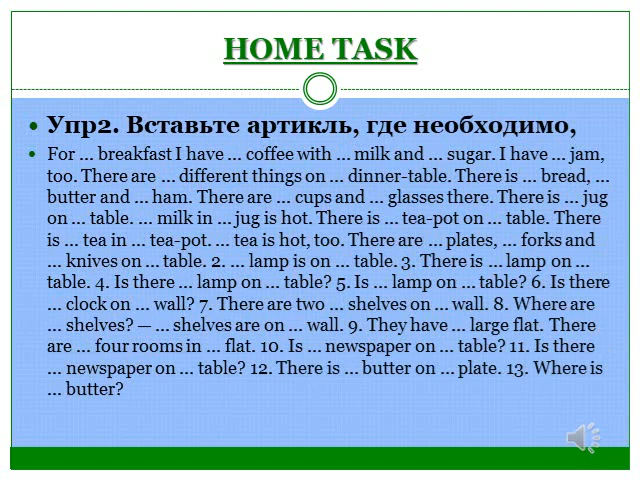 HOME TASK
• Упр2. Вставьте артикль, где необходимо,
• For ... breakfast I have ... coffee with ... milk and ... sugar. I have ... jam,
too. There are ... different things on ... dinner-table. There is ... bread, ...
butter and ... ham. There are ... cups and ... glasses there. There is ... jug
on ... table. ... milk in ... jug is hot. There is ... tea-pot on ... table. There
is ... tea in ... tea-pot. ... tea is hot, too. There are ... plates, ... forks and
... knives on ... table. 2. ... lamp is on ... table. 3. There is ... lamp on ...
table. 4. Is there ... lamp on ... table? 5. Is ... lamp on ... table? 6. Is there
... clock on ... wall? 7. There are two ... shelves on ... wall. 8. Where are
... shelves? — ... shelves are on ... wall. 9. They have ... large flat. There
are ... four rooms in ... flat. 10. Is ... newspaper on ... table? 11. Is there
... newspaper on ... table? 12. There is ... butter on ... plate. 13. Where is
... butter?